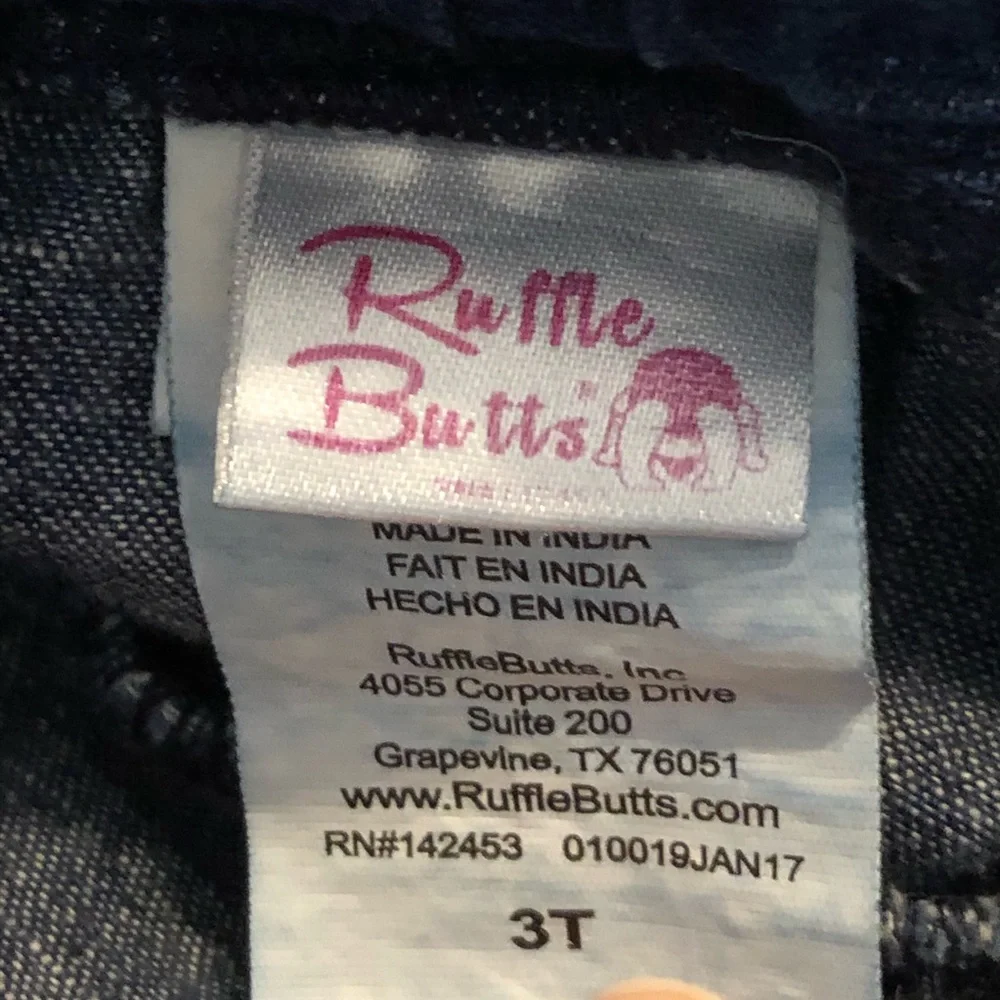 Ruffle
Butts
MADE IN INDIA
FAIT EN INDIA
HECHO EN INDIA
RuffleButts, Inc
4055 Corporate Drive
Suite 200
Grapevine, TX 76051
www.RuffleButts.com
RN#142453 010019JAN17
3T